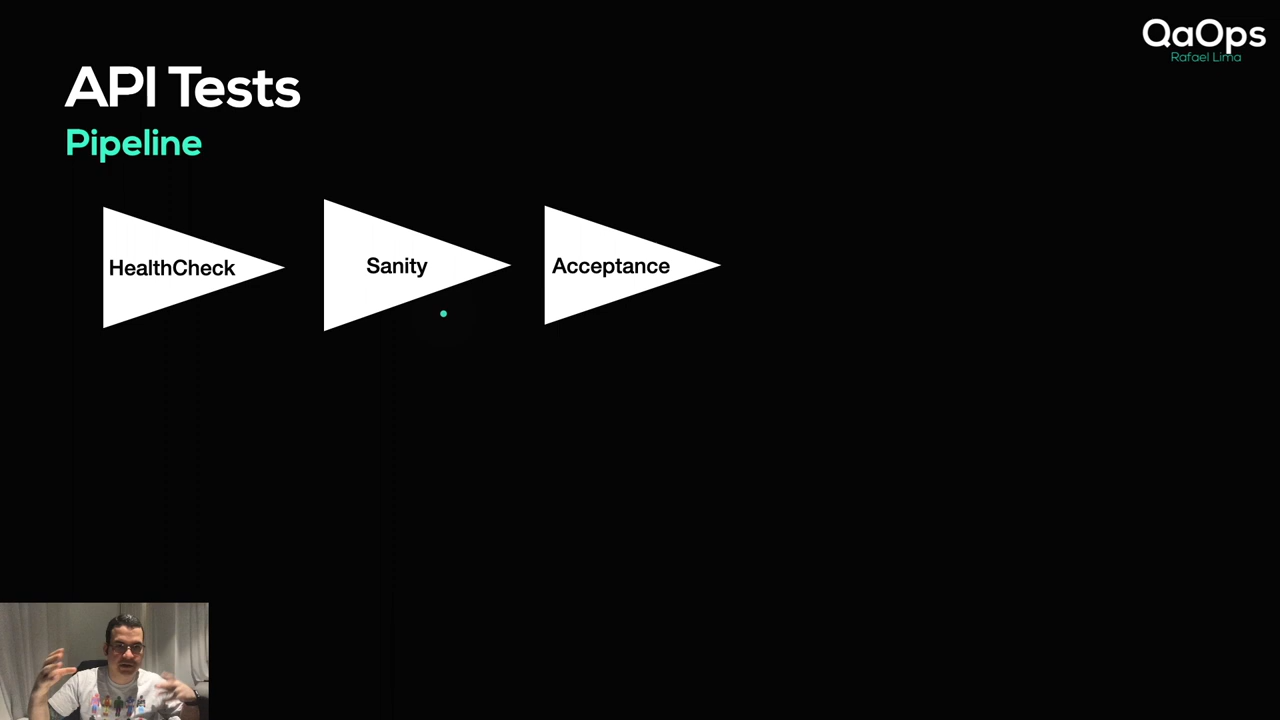 QaOps
Rafael Lima
API Tests
Pipeline
HealthCheck
Sanity
Acceptance